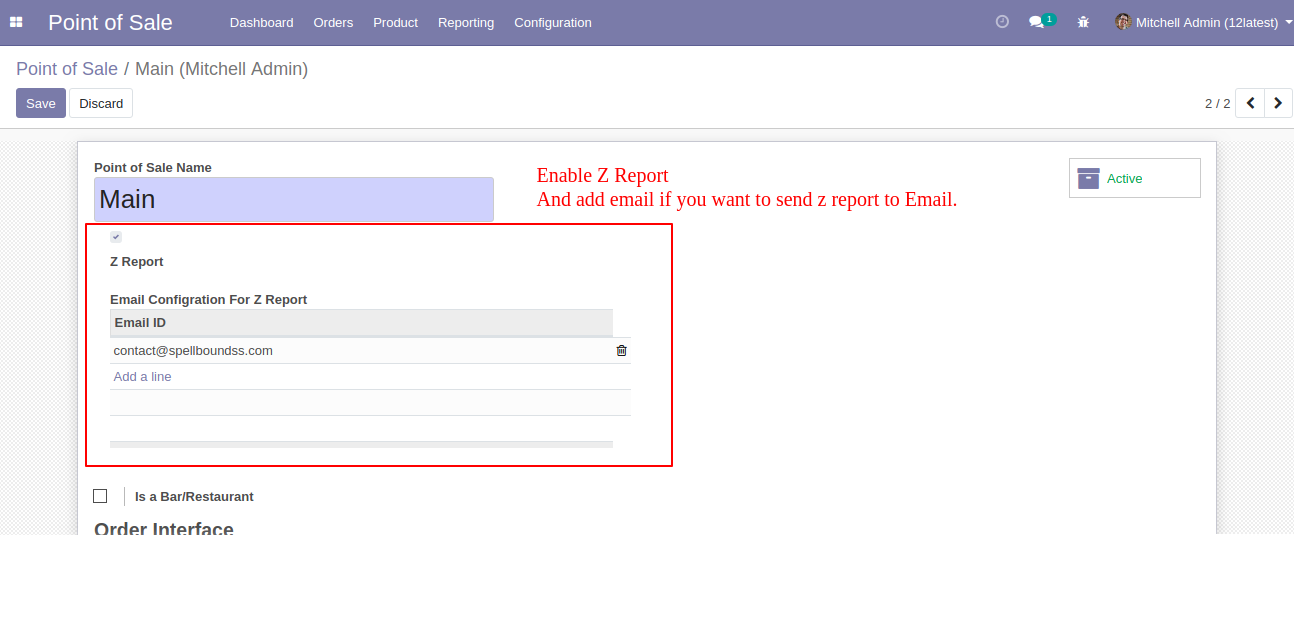 Point of Sale Dashboard Orders Product Reporting Configuration 1 Mitchell Admin (12latest)
Point of Sale / Main (Mitchell Admin)
Save Discard 2 / 2
Point of Sale Name
Main
Enable Z Report
And add email if you want to send z report to Email.
Active
Z Report
Email Configration For Z Report
Email ID
contact@spellboundss.com
Add a line
Is a Bar/Restaurant
Order Interface